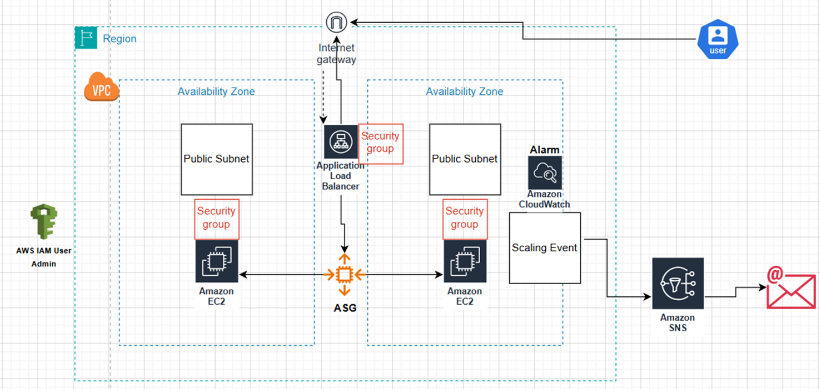 Region
Internet
gateway
user
VPC
Availability Zone
Availability Zone
Public Subnet
Security
group
Application
Load
Balancer
Public Subnet
Alarm
Amazon
CloudWatch
Security
group
Security
group
Scaling Event
AWS IAM User
Admin
Amazon
EC2
ASG
Amazon
EC2
Amazon
SNS
@